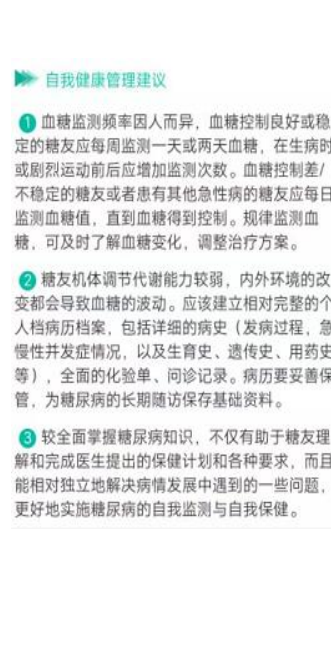 自我健康管理建议
1 血糖监测频率因人而异，血糖控制良好或稳
定的糖友应每周监测一天或两天血糖，在生病时
或剧烈运动前后应增加监测次数。血糖控制差/
不稳定的糖友或者患有其他急性病的糖友应每日
监测血糖值，直到血糖得到控制。规律监测血
糖，可及时了解血糖变化，调整治疗方案。
2 糖友机体调节代谢能力较弱，内外环境的改
变都会导致血糖的波动。应该建立相对完整的个
人档病历档案，包括详细的病史（发病过程，急
慢性并发症情况，以及生育史、遗传史、用药史
等），全面的化验单、问诊记录。病历要妥善保
管，为糖尿病的长期随访保存基础资料。
3 较全面掌握糖尿病知识，不仅有助于糖友理
解和完成医生提出的保健计划和各种要求，而且
能相对独立地解决病情发展中遇到的一些问题，
更好地实施糖尿病的自我监测与自我保健。